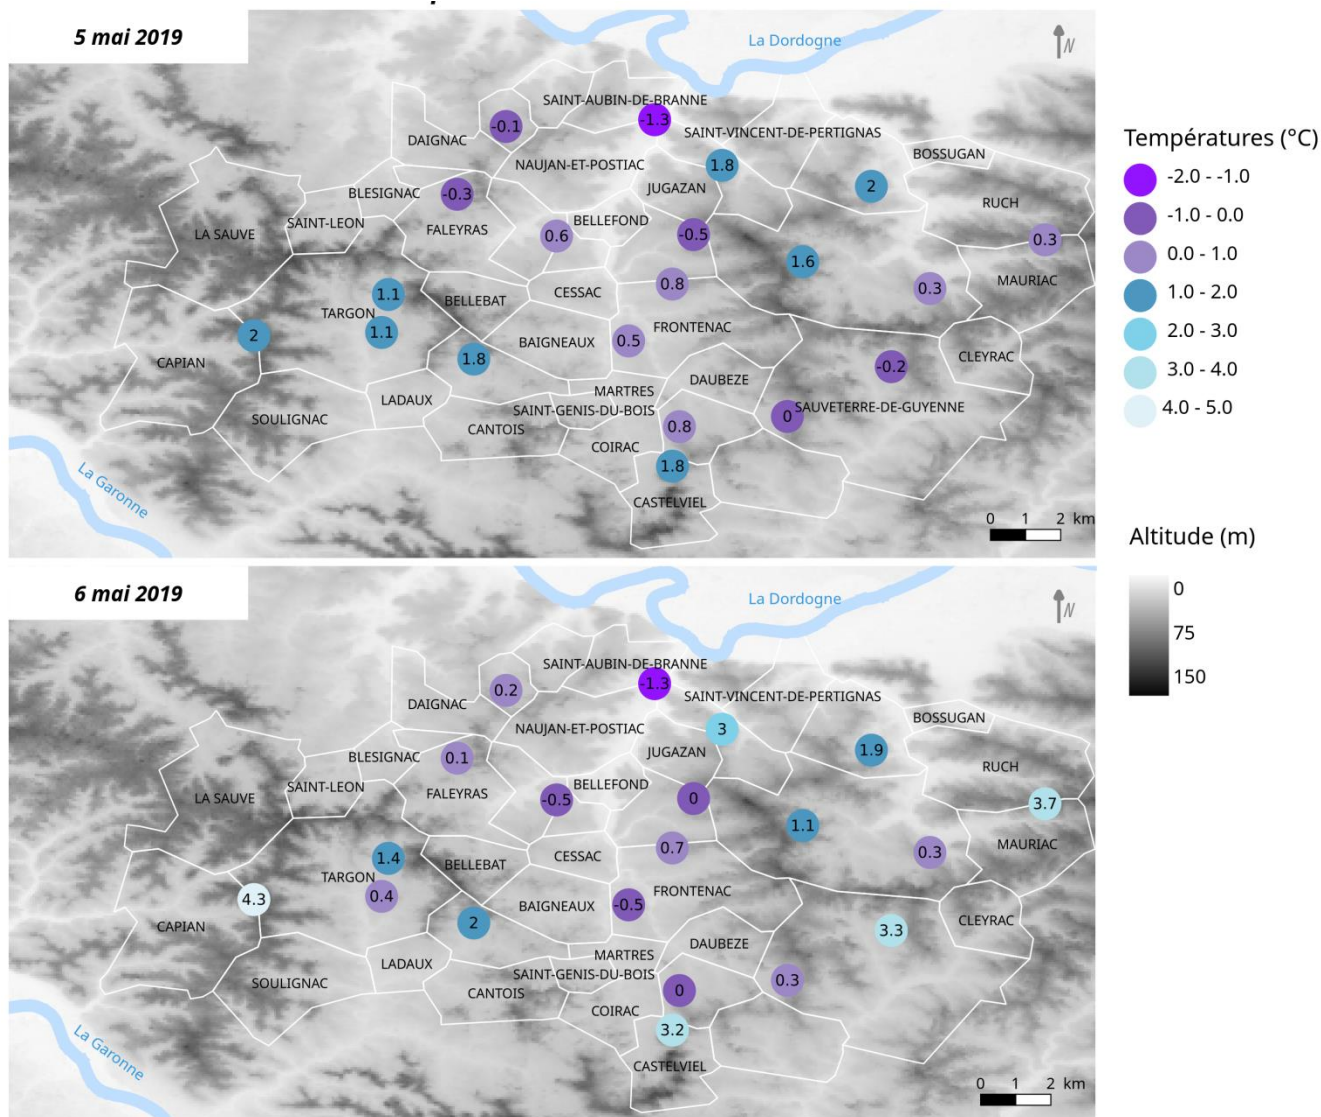 5 mai 2019
La Dordogne
N
SAINT-AUBIN-DE-BRANNE
-1.3
-0.1
DAIGNAC
SAINT-VINCENT-DE-PERTIGNAS
BOSSUGAN
NAUJAN-ET-POSTIAC
1.8
JUGAZAN
2
BLESIGNAC
-0.3
RUCH
SAINT-LEON
LA SAUVE
FALEYRAS
BELLEFOND
0.6
-0.5
0.3
1.6
MAURIAC
1.1
BELLEBAT
CESSAC
0.8
0.3
TARGON
1.1
2
CAPIAN
1.8
BAIGNEAUX
0.5
FRONTENAC
CLEYRAC
-0.2
DAUBEZE
MARTRES
LADAUX
SOULIGNAC
SAINT-GENIS-DU-BOIS
SAUVETERRE-DE-GUYENNE
0
CANTOIS
0.8
COIRAC
1.8
CASTELVIEL
La Garonne
0 1 2 km
Températures (°C)
-2.0 - -1.0
-1.0 - 0.0
0.0 - 1.0
1.0 - 2.0
2.0 - 3.0
3.0 - 4.0
4.0 - 5.0
Altitude (m)
0
75
150
6 mai 2019
La Dordogne
N
SAINT-AUBIN-DE-BRANNE
-1.3
0.2
DAIGNAC
SAINT-VINCENT-DE-PERTIGNAS
BOSSUGAN
NAUJAN-ET-POSTIAC
3
JUGAZAN
1.9
BLESIGNAC
0.1
RUCH
SAINT-LEON
LA SAUVE
FALEYRAS
BELLEFOND
-0.5
0
3.7
1.1
MAURIAC
1.4
BELLEBAT
CESSAC
0.7
0.3
TARGON
0.4
4.3
CAPIAN
2
BAIGNEAUX
-0.5
FRONTENAC
CLEYRAC
3.3
DAUBEZE
MARTRES
LADAUX
SOULIGNAC
SAINT-GENIS-DU-BOIS
0.3
CANTOIS
0
COIRAC
3.2
CASTELVIEL
La Garonne
0 1 2 km